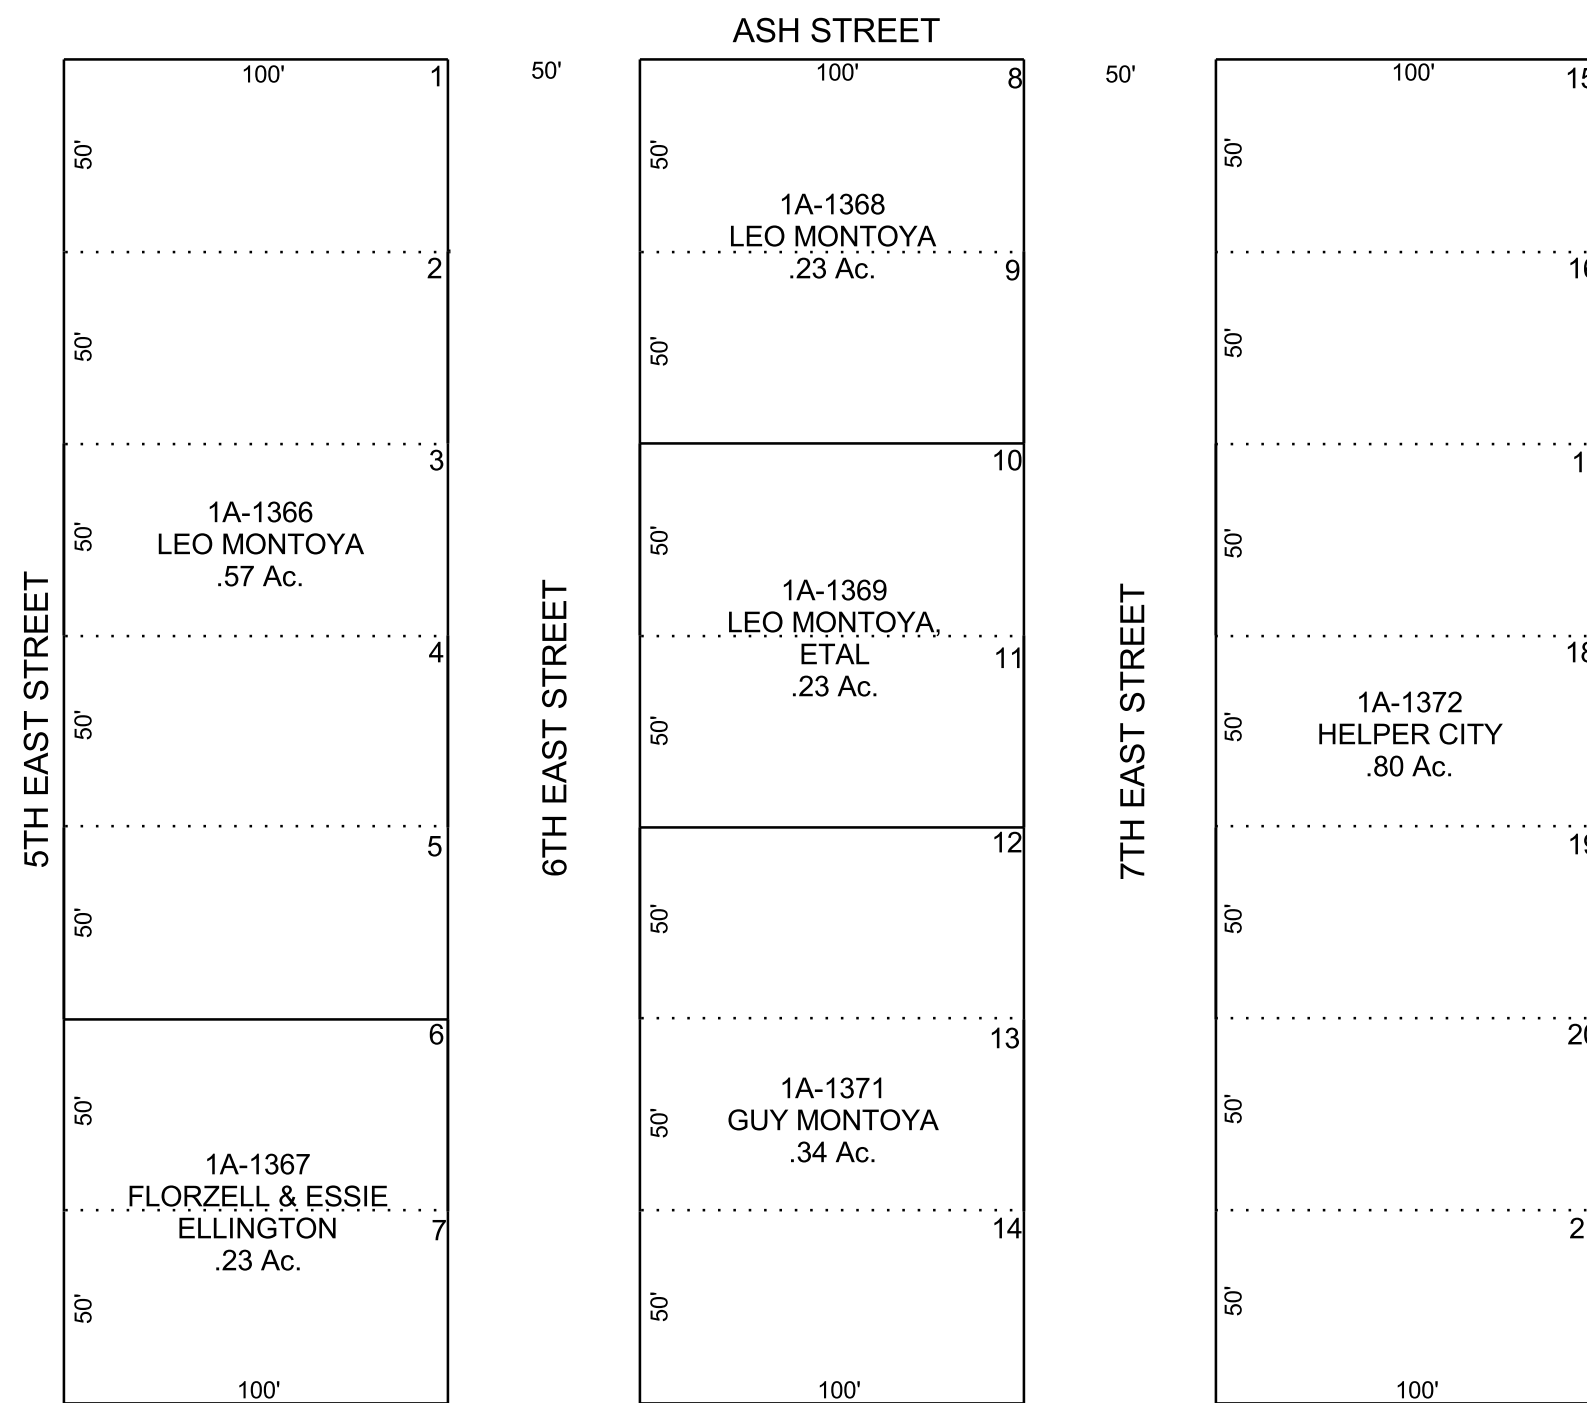 ASH STREET
100'
1
50'
100'
8
50'
100'
50'
50'
50'
1A-1368
LEO MONTOYA
.23 Ac.
2
9
50'
50'
50'
3
10
1A-1366
LEO MONTOYA
.57 Ac.
50'
50'
50'
1A-1369
LEO MONTOYA,
ETAL
.23 Ac.
5TH EAST STREET
6TH EAST STREET
7TH EAST STREET
4
11
50'
50'
50'
1A-1372
HELPER CITY
.80 Ac.
5
12
50'
50'
50'
6
13
50'
50'
50'
1A-1371
GUY MONTOYA
.34 Ac.
1A-1367
FLORZELL & ESSIE
ELLINGTON
.23 Ac.
7
14
50'
50'
50'
100'
100'
100'
18